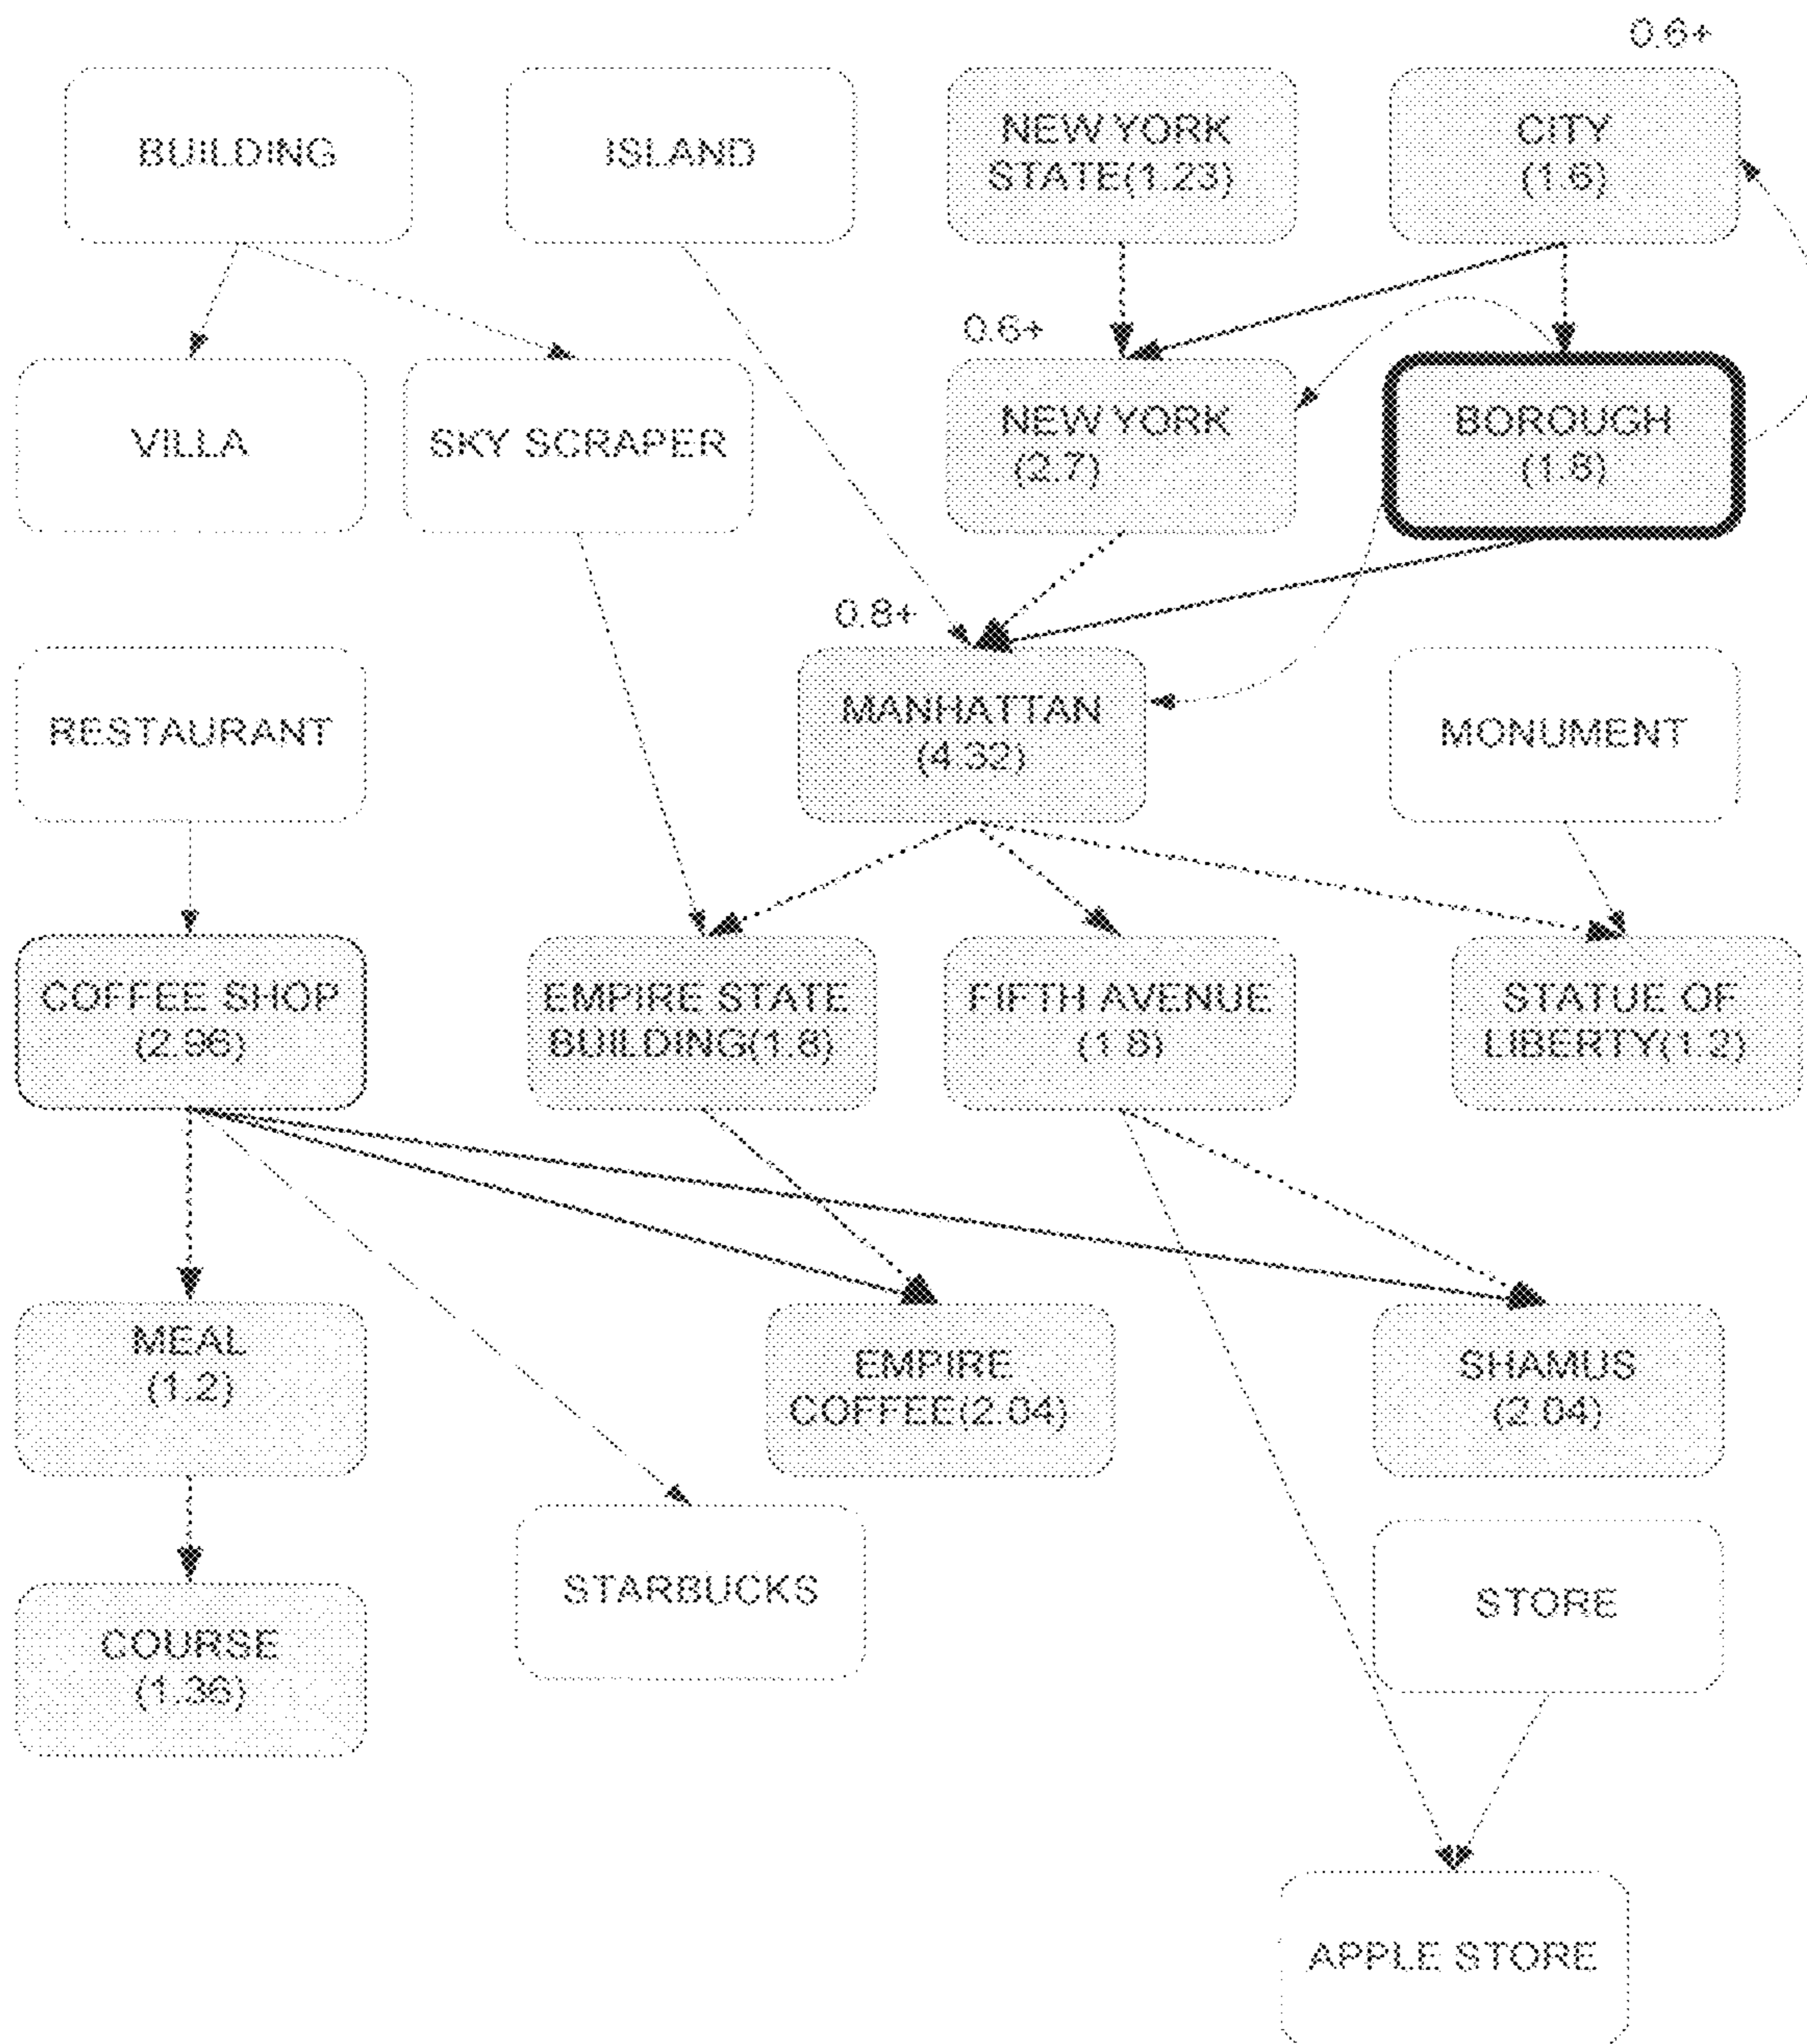 0.6+
BUILDING
ISLAND
NEW YORK
STATE(1.23)
CITY
(1.6)
0.6+
VILLA
SKY SCRAPER
NEW YORK
(2.7)
BOROUGH
(1.8)
0.8+
RESTAURANT
MANHATTAN
(4.32)
MONUMENT
COFFEE SHOP
(2.96)
EMPIRE STATE
BUILDING(1.8)
FIFTH AVENUE
(1.8)
STATUE OF
LIBERTY(1.2)
MEAL
(1.2)
EMPIRE
COFFEE(2.04)
SHAMUS
(2.04)
STARBUCKS
STORE
COURSE
(1.36)
APPLE STORE